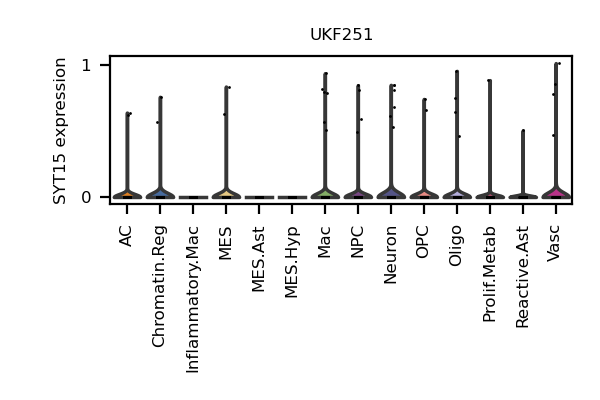 UKF251
SYT15 expression
1
0
AC
Chromatin.Reg
Inflammatory.Mac
MES
MES.Ast
MES.Hyp
Mac
NPC
Neuron
OPC
Oligo
Prolif.Metab
Reactive.Ast
Vasc